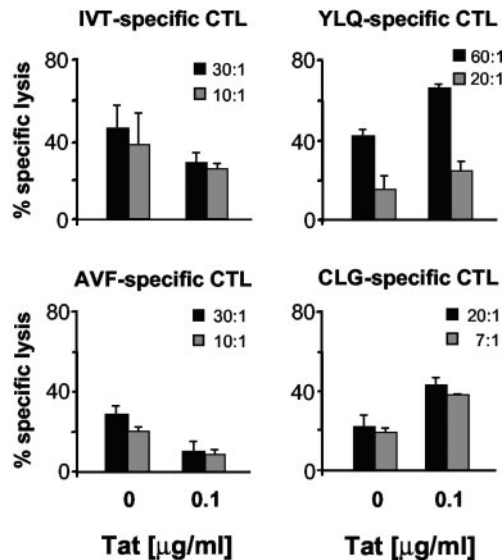 IVT-specific CTL
% specific lysis
80
40
0
30:1
10:1
YLQ-specific CTL
80
40
0
60:1
20:1
AVF-specific CTL
% specific lysis
80
40
0
30:1
10:1
0 0.1
Tat [μg/ml]
CLG-specific CTL
80
40
0
20:1
7:1
0 0.1
Tat [μg/ml]